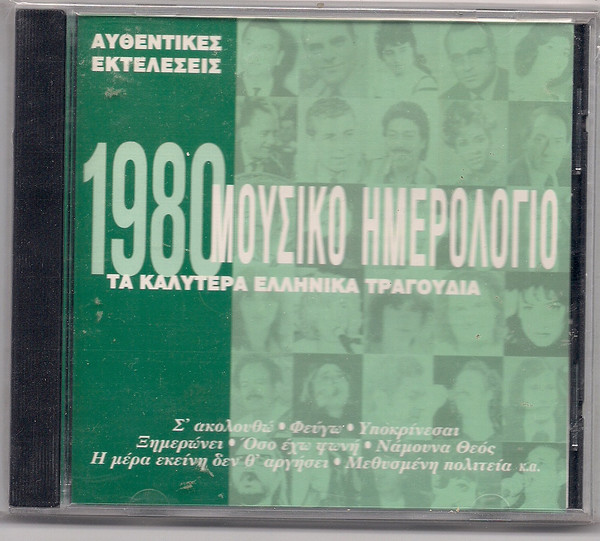 ΑΥΘΕΝΤΙΚΕΣ
ΕΚΤΕΛΕΣΕΙΣ
1980 ΜΟΥΣΙΚΟ ΗΜΕΡΟΛΟΓΙΟ
ΤΑ ΚΑΛΥΤΕΡΑ ΕΛΛΗΝΙΚΑ ΤΡΑΓΟΥΔΙΑ
Σ' ακολουθώ • Φεύγω • Υποκρίνεσαι
Ξημερώνει • Όσο έχω φωνή • Νάμουνα Θεός
Η μέρα εκείνη δεν θ' αργήσει • Μεθυσμένη πολιτεία κ.α.